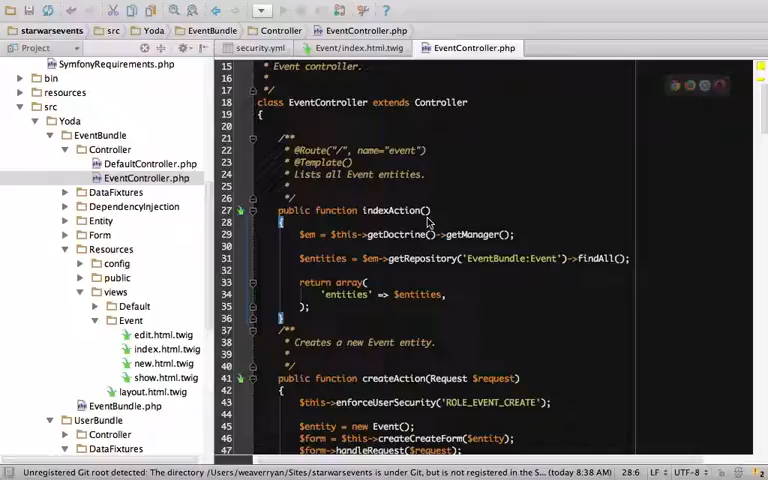 starwarsevents src Yoda EventBundle Controller EventController.php
Project security.yml Event/index.html.twig EventController.php
SymfonyRequirements.php
bin
resources
src
Yoda
EventBundle
Controller
DefaultController.php
EventController.php
DataFixtures
DependencyInjection
Entity
Form
Resources
config
public
views
Default
Event
edit.html.twig
index.html.twig
new.html.twig
show.html.twig
layout.html.twig
EventBundle.php
UserBundle
Controller
DataFixtures
15 * Event controller.
16 *
17 */
18 class EventController extends Controller
19 {
20
21 /**
22 * @Route("/", name="event")
23 * @Template()
24 * Lists all Event entities.
25 *
26 */
27 public function indexAction()
28 {
29 $em = $this->getDoctrine()->getManager();
30
31 $entities = $em->getRepository('EventBundle:Event')->findAll();
32
33 return array(
34 'entities' => $entities,
35 );
36 }
37 /**
38 * Creates a new Event entity.
39 *
40 */
41 public function createAction(Request $request)
42 {
43 $this->enforceUserSecurity('ROLE_EVENT_CREATE');
44
45 $entity = new Event();
46 $form = $this->createCreateForm($entity);
47 $form->handleRequest($request);
Unregistered Git root detected: The directory /Users/weaverryan/Sites/starwarsevents is under Git, but is not registered in the S... (today 8:38 AM) 28:6 LF UTF-8 2